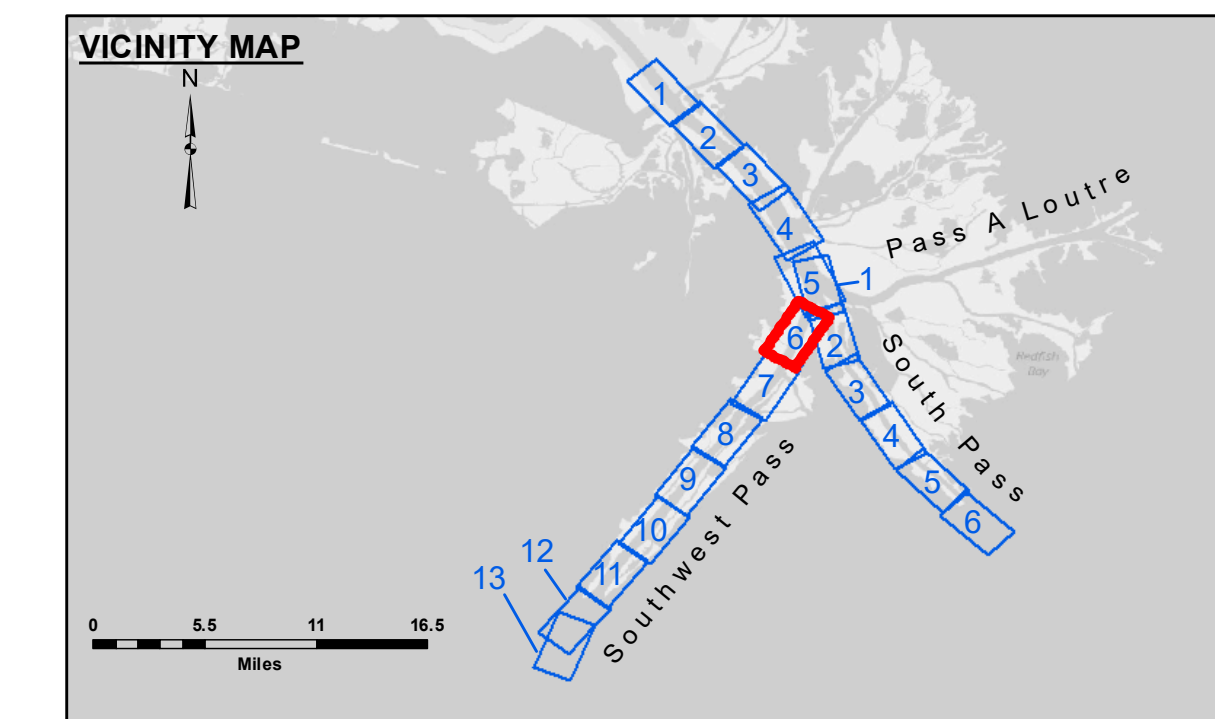 VICINITY MAP
N
1
2
3
4
5
1
6
2
7
3
8
4
9
5
10
6
11
12
13
Pass A Loutre
South Pass
Southwest Pass
Redfish
Bay
0 5.5 11 16.5
Miles